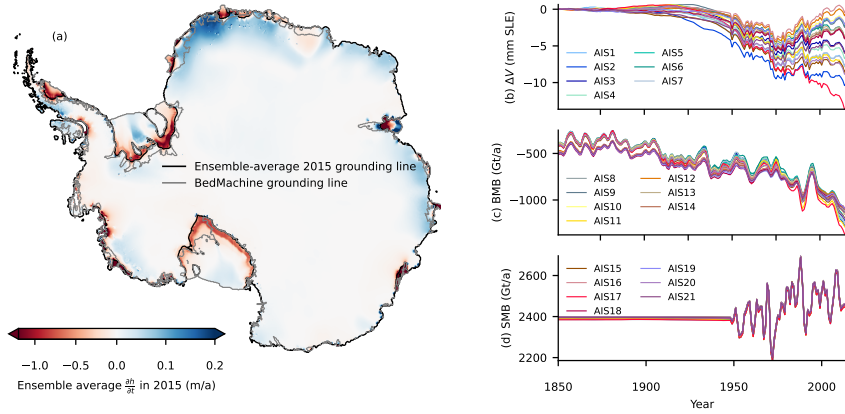 (a)
Ensemble-average 2015 grounding line
BedMachine grounding line
−1.0 −0.5 0.0 0.1 0.2
Ensemble average ∂h/∂t in 2015 (m/a)
(b) ΔV (mm SLE)
0
−5
−10
AIS1 AIS5
AIS2 AIS6
AIS3 AIS7
AIS4
(c) BMB (Gt/a)
−500
−1000
AIS8 AIS12
AIS9 AIS13
AIS10 AIS14
AIS11
(d) SMB (Gt/a)
2600
2400
2200
AIS15 AIS19
AIS16 AIS20
AIS17 AIS21
AIS18
1850 1900 1950 2000
Year